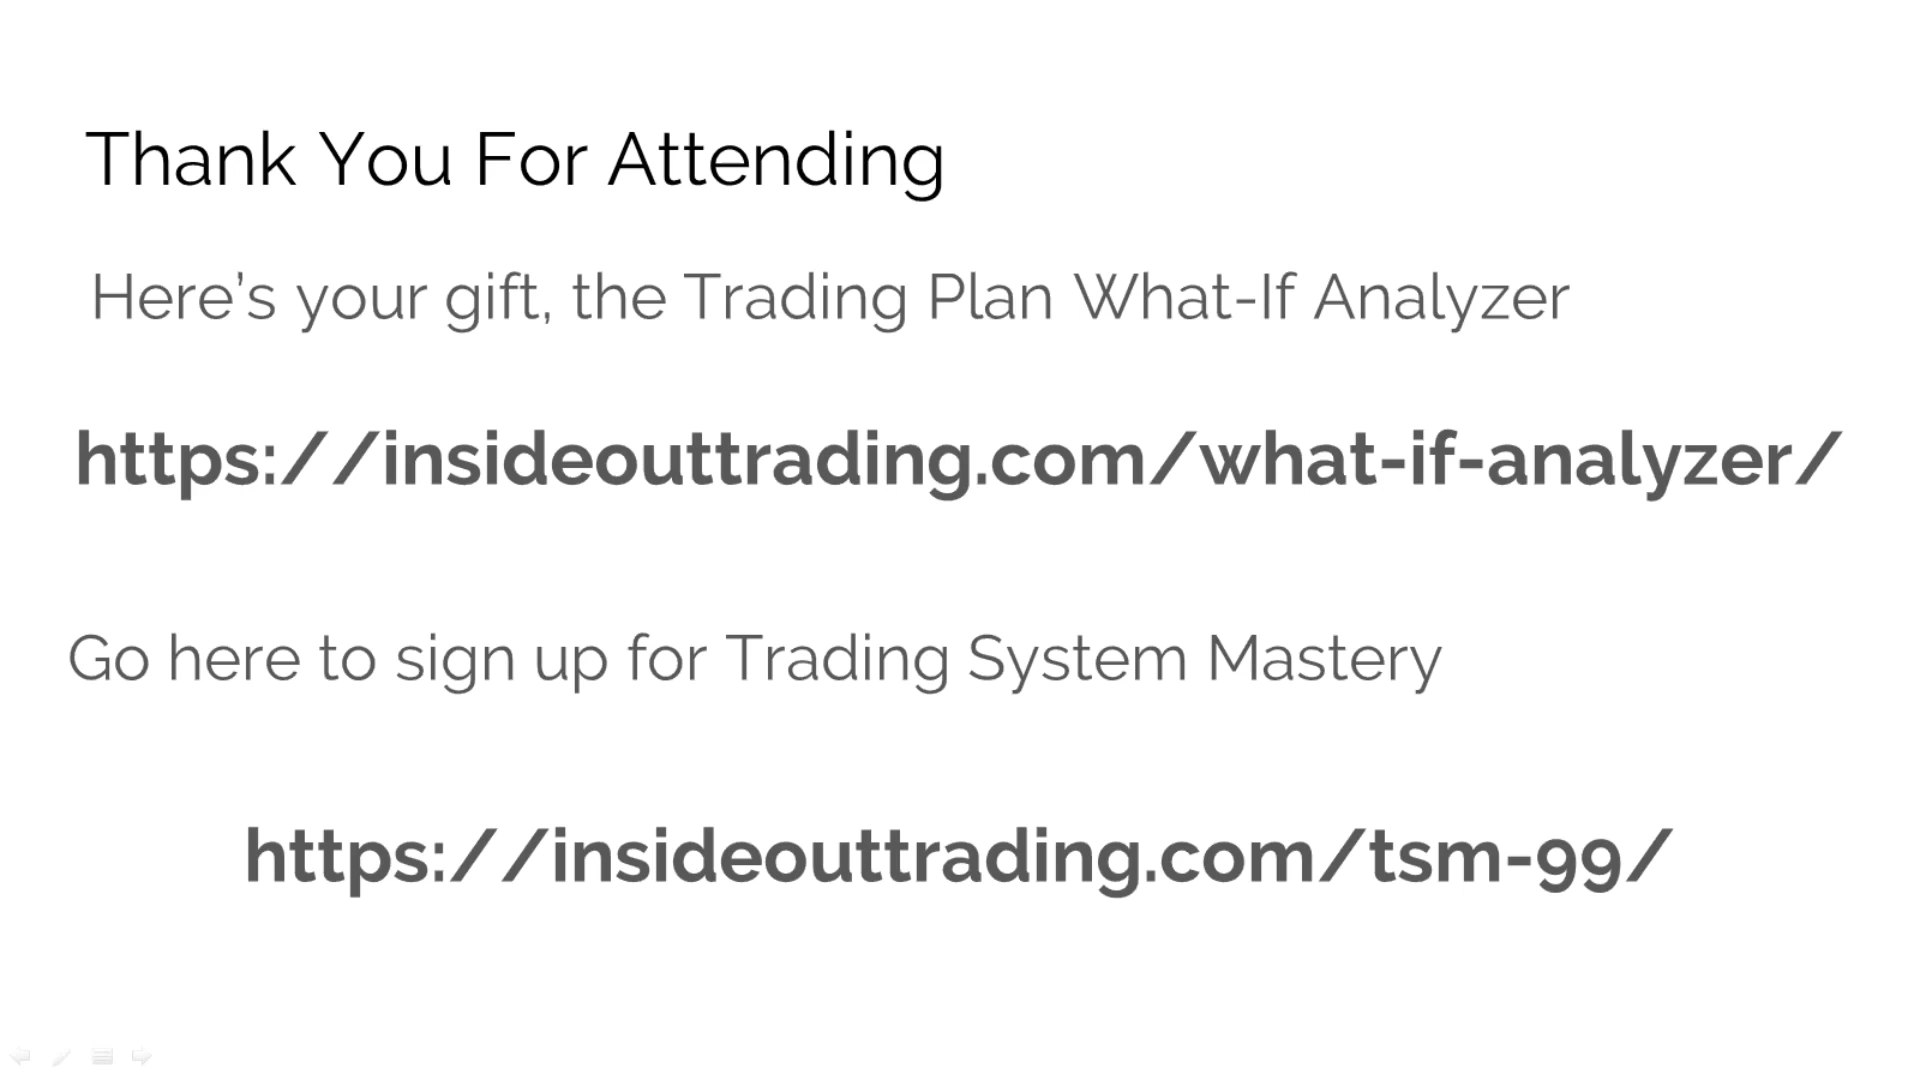 Thank You For Attending
Here’s your gift, the Trading Plan What-If Analyzer
https://insideouttrading.com/what-if-analyzer/
Go here to sign up for Trading System Mastery
https://insideouttrading.com/tsm-99/